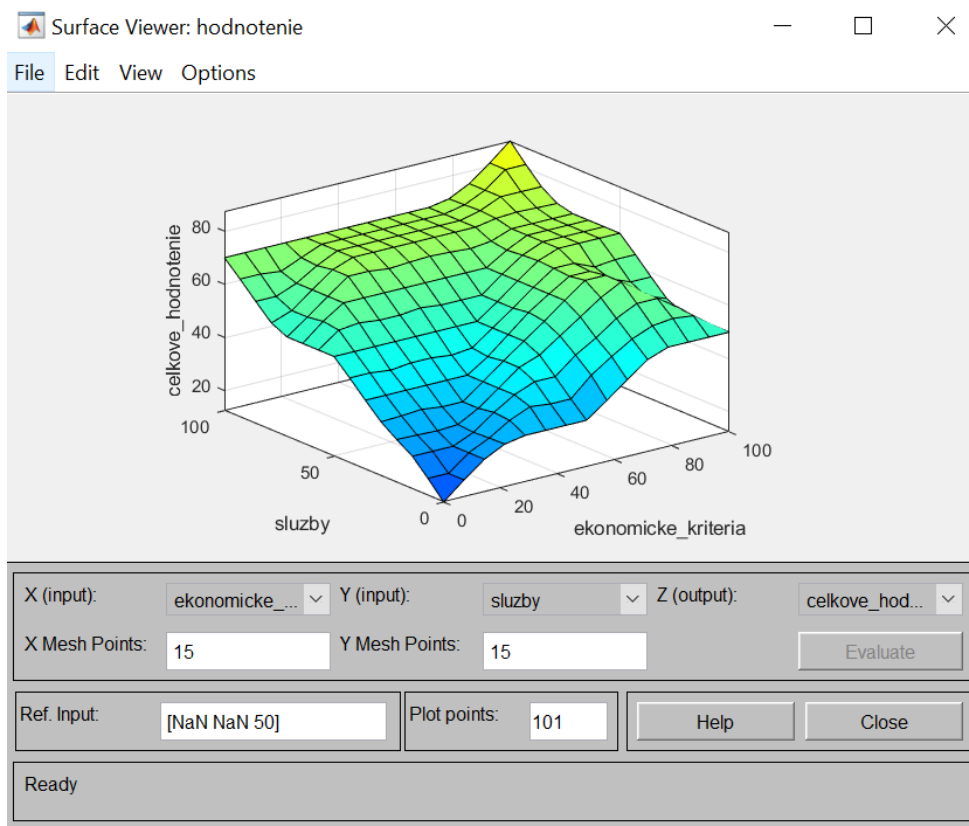 Surface Viewer: hodnotenie
File Edit View Options
celkove_hodnotenie
80
60
40
20
100
50
0
sluzby
0
20
40
60
80
100
ekonomicke_kriteria
X (input): ekonomicke_... Y (input): sluzby Z (output): celkove_hod...
X Mesh Points: 15 Y Mesh Points: 15 Evaluate
Ref. Input: [NaN NaN 50] Plot points: 101 Help Close
Ready